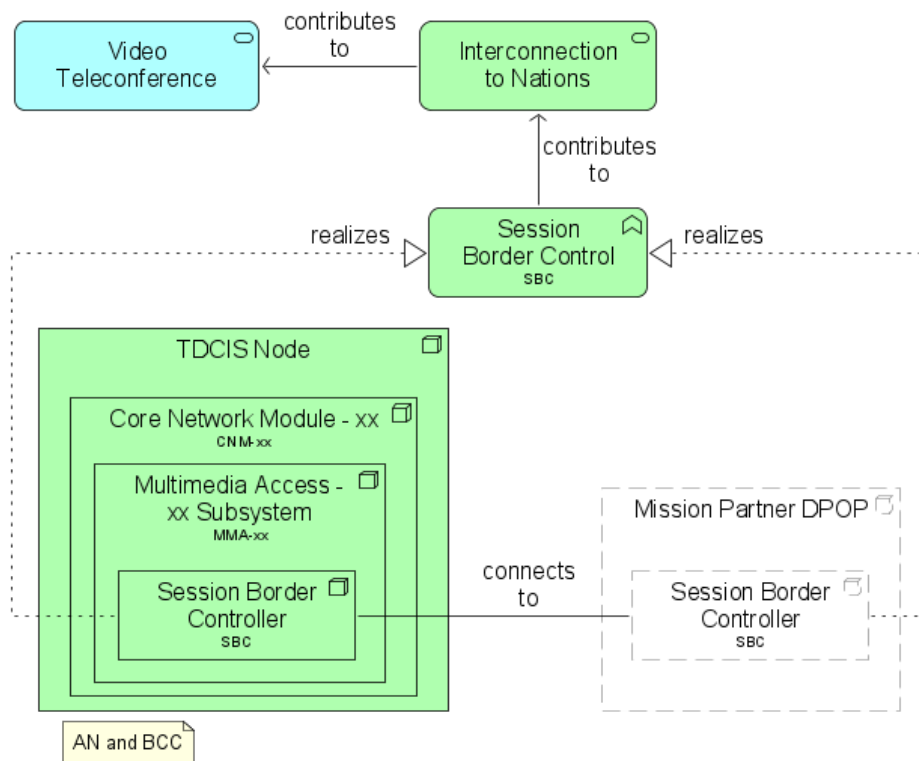 contributes
to
Video
Teleconference
Interconnection
to Nations
contributes
to
realizes
Session
Border Control
SBC
realizes
TDCIS Node
Core Network Module - xx
CNM-xx
Multimedia Access -
xx Subsystem
MMA-xx
Session Border
Controller
SBC
connects
to
Mission Partner DPOP
Session Border
Controller
SBC
AN and BCC